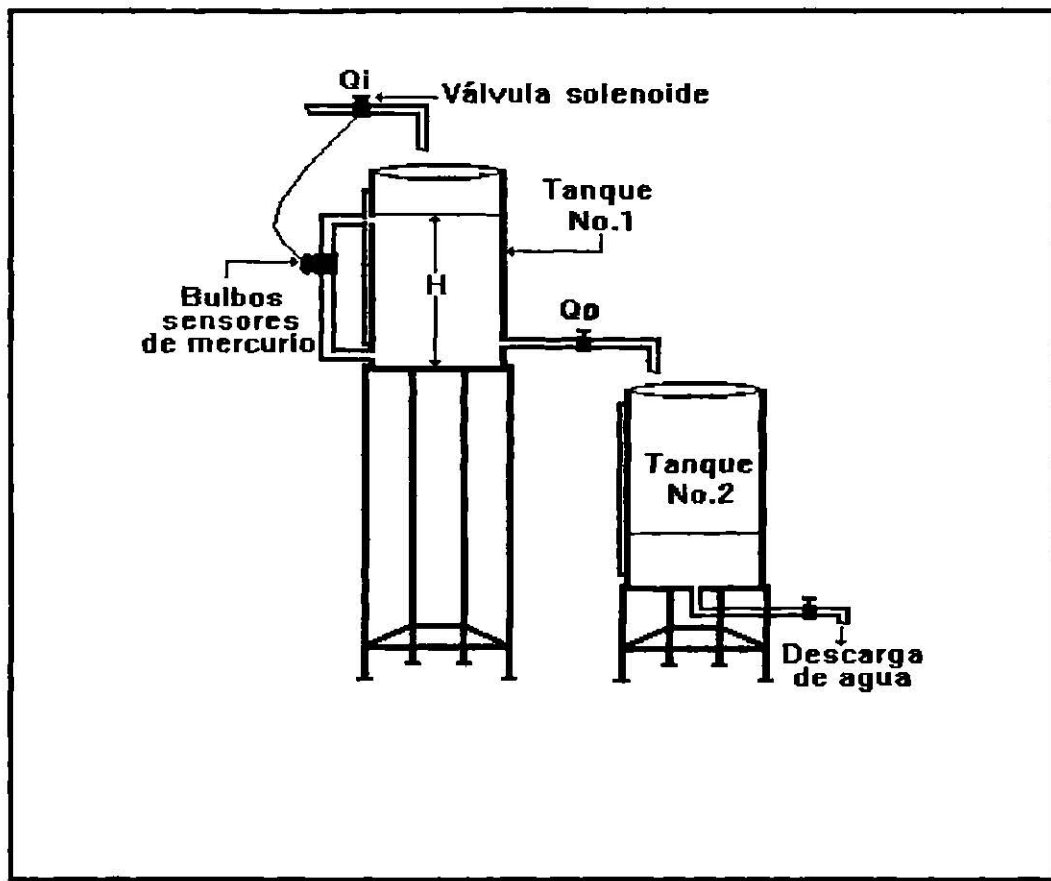 Qi
Válvula solenoide
Tanque
No.1
H
Bulbos
sensores
de mercurio
Qo
Tanque
No.2
Descarga
de agua